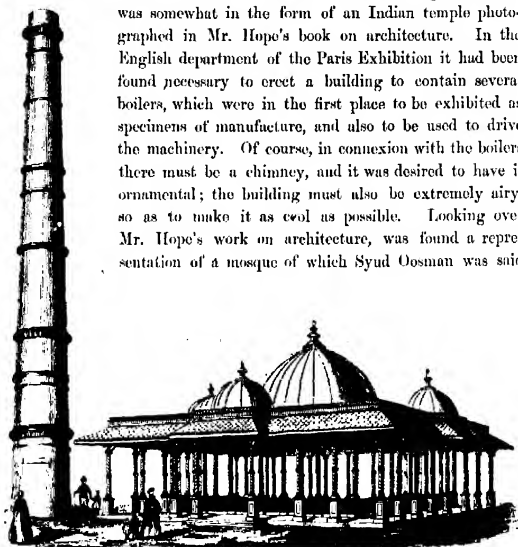 was somewhat in the form of an Indian temple photo-
graphed in Mr. Hope's book on architecture. In the
English department of the Paris Exhibition it had been
found necessary to erect a building to contain several
boilers, which were in the first place to be exhibited as
specimens of manufacture, and also to be used to drive
the machinery. Of course, in connexion with the boilers
there must be a chimney, and it was desired to have it
ornamental; the building must also be extremely airy
so as to make it as cool as possible. Looking over
Mr. Hope's work on architecture, was found a repre-
sentation of a mosque of which Syud Oosman was said